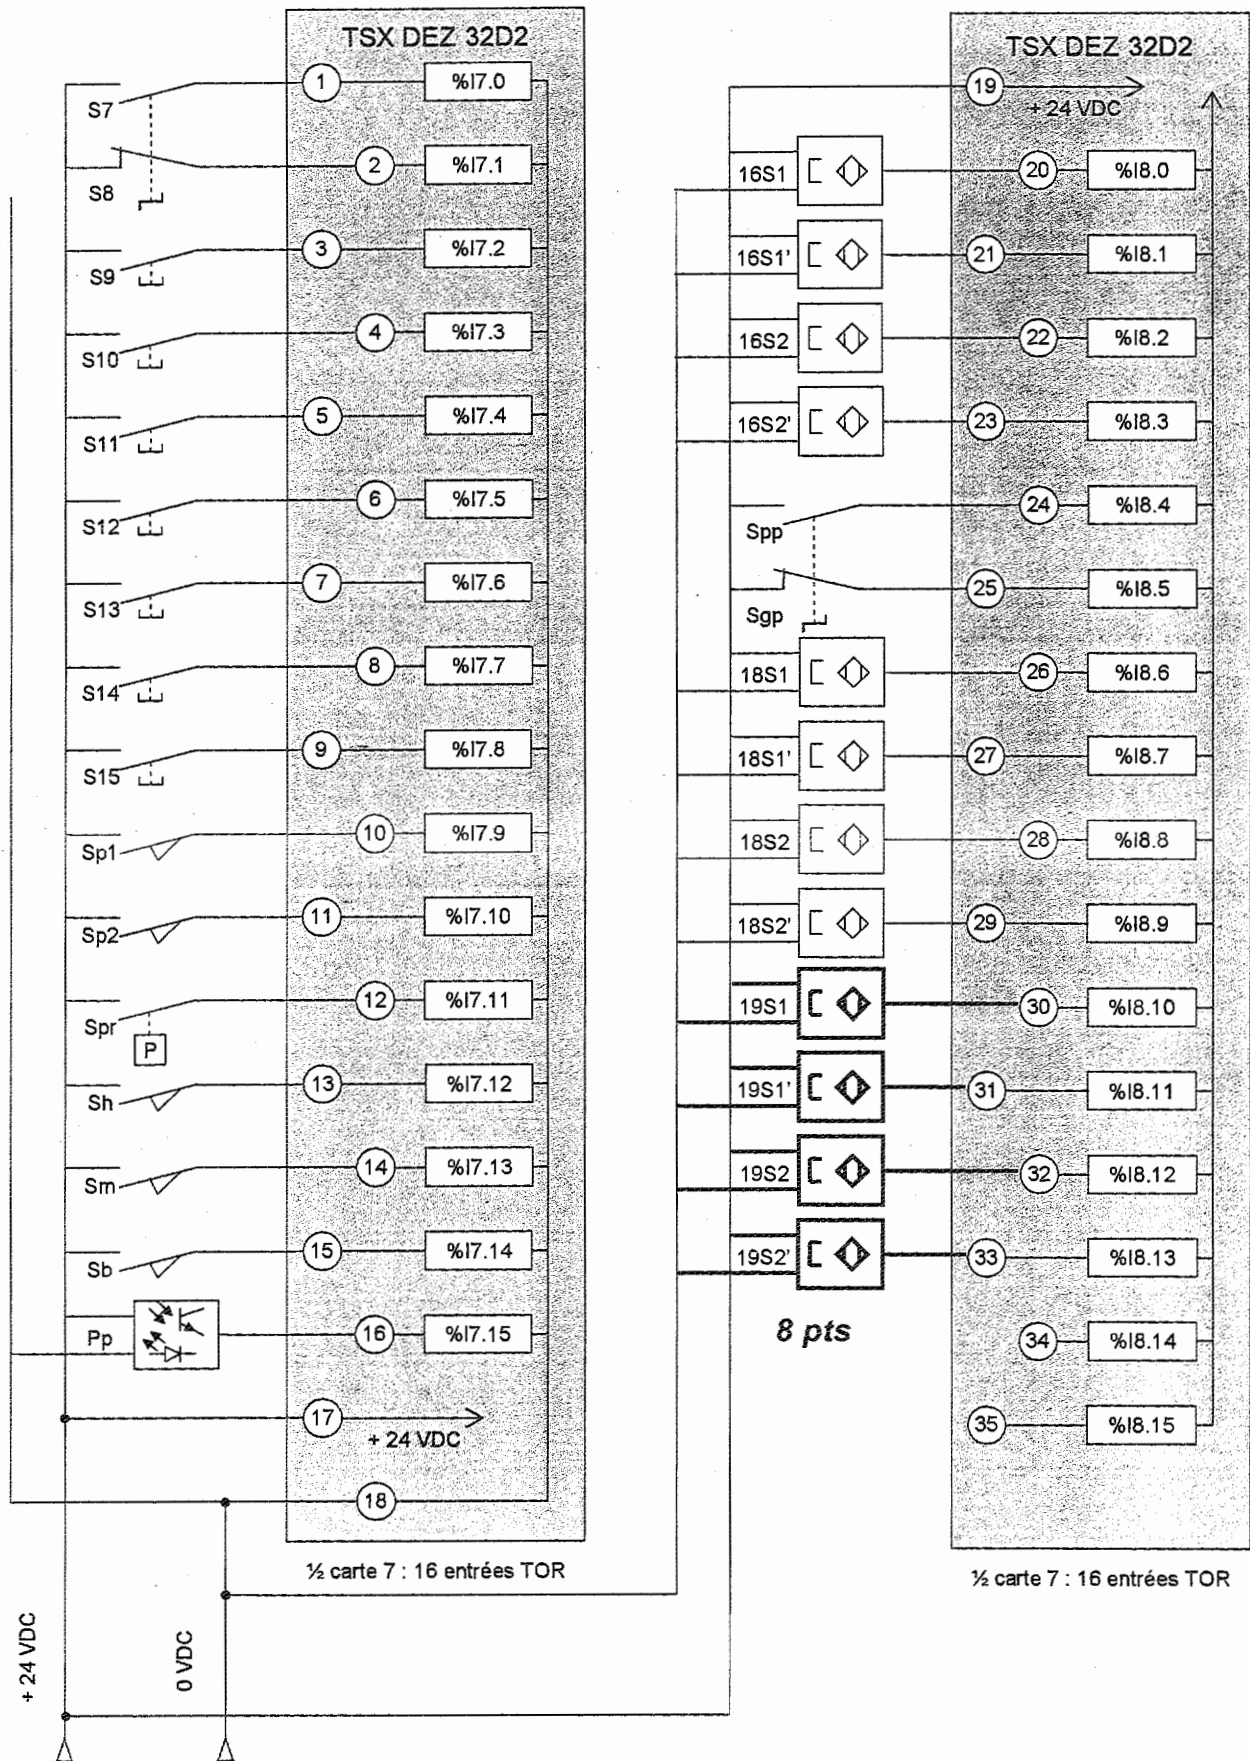 TSX DEZ 32D2
S7 1 %I7.0
S8 2 %I7.1
S9 3 %I7.2
S10 4 %I7.3
S11 5 %I7.4
S12 6 %I7.5
S13 7 %I7.6
S14 8 %I7.7
S15 9 %I7.8
Sp1 10 %I7.9
Sp2 11 %I7.10
Spr 12 %I7.11
P
Sh 13 %I7.12
Sm 14 %I7.13
Sb 15 %I7.14
Pp 16 %I7.15
17
+ 24 VDC
18
½ carte 7 : 16 entrées TOR
+ 24 VDC
0 VDC
TSX DEZ 32D2
19
+ 24 VDC
16S1 20 %I8.0
16S1' 21 %I8.1
16S2 22 %I8.2
16S2' 23 %I8.3
Spp 24 %I8.4
Sgp 25 %I8.5
18S1 26 %I8.6
18S1' 27 %I8.7
18S2 28 %I8.8
18S2' 29 %I8.9
19S1 30 %I8.10
19S1' 31 %I8.11
19S2 32 %I8.12
19S2' 33 %I8.13
8 pts
34 %I8.14
35 %I8.15
½ carte 7 : 16 entrées TOR